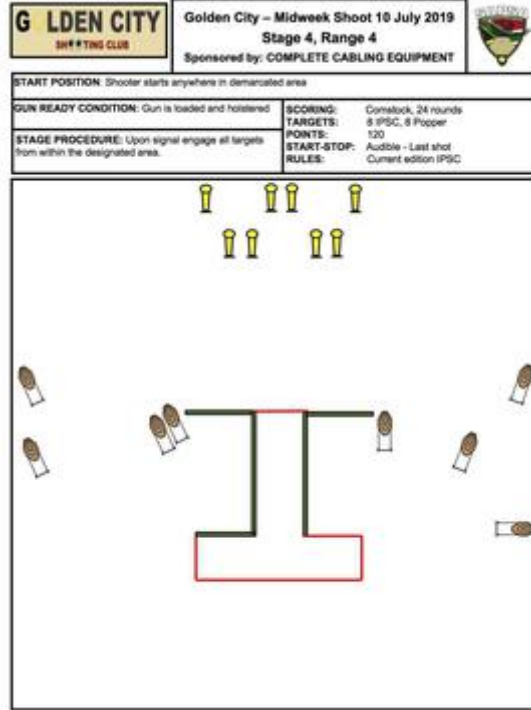 G LDEN CITY
SH TING CLUB
Golden City – Midweek Shoot 10 July 2019
Stage 4, Range 4
Sponsored by: COMPLETE CABLING EQUIPMENT
START POSITION: Shooter starts anywhere in demarcated area
GUN READY CONDITION: Gun is loaded and holstered
STAGE PROCEDURE: Upon signal engage all targets
from within the designated area.
SCORING: Comstock, 24 rounds
TARGETS: 8 IPSC, 8 Popper
POINTS: 120
START-STOP: Audible - Last shot
RULES: Current edition IPSC